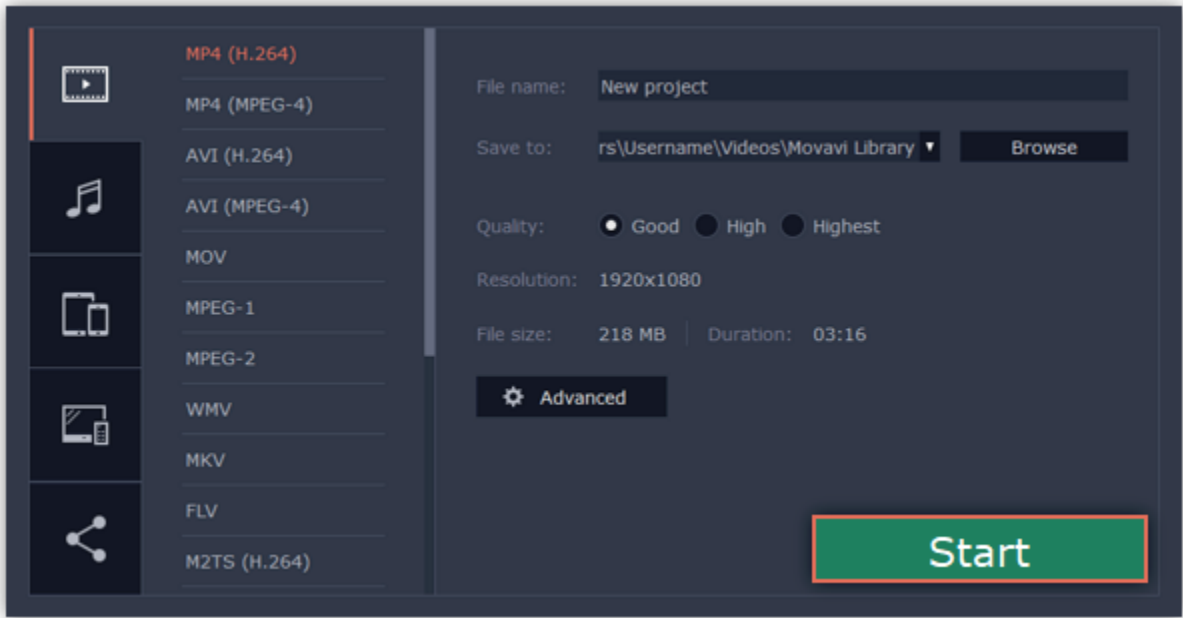 MP4 (H.264)
MP4 (MPEG-4)
AVI (H.264)
AVI (MPEG-4)
MOV
MPEG-1
MPEG-2
WMV
MKV
FLV
M2TS (H.264)
File name: New project
Save to: rs\Username\Videos\Movavi Library Browse
Quality: Good High Highest
Resolution: 1920x1080
File size: 218 MB Duration: 03:16
Advanced
Start